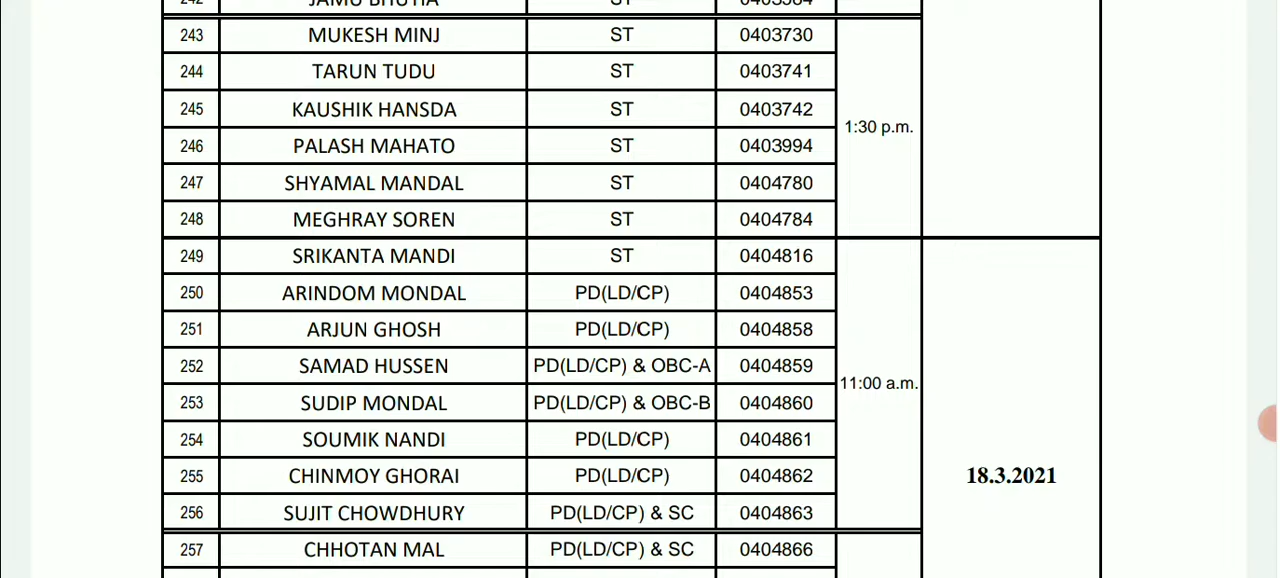 242 JAMU BHUTIA ST 0403584
243 MUKESH MINJ ST 0403730
244 TARUN TUDU ST 0403741
245 KAUSHIK HANSDA ST 0403742
1:30 p.m.
246 PALASH MAHATO ST 0403994
247 SHYAMAL MANDAL ST 0404780
248 MEGHRAY SOREN ST 0404784
249 SRIKANTA MANDI ST 0404816
250 ARINDOM MONDAL PD(LD/CP) 0404853
251 ARJUN GHOSH PD(LD/CP) 0404858
252 SAMAD HUSSEN PD(LD/CP) & OBC-A 0404859
11:00 a.m.
253 SUDIP MONDAL PD(LD/CP) & OBC-B 0404860
254 SOUMIK NANDI PD(LD/CP) 0404861
255 CHINMOY GHORAI PD(LD/CP) 0404862 18.3.2021
256 SUJIT CHOWDHURY PD(LD/CP) & SC 0404863
257 CHHOTAN MAL PD(LD/CP) & SC 0404866